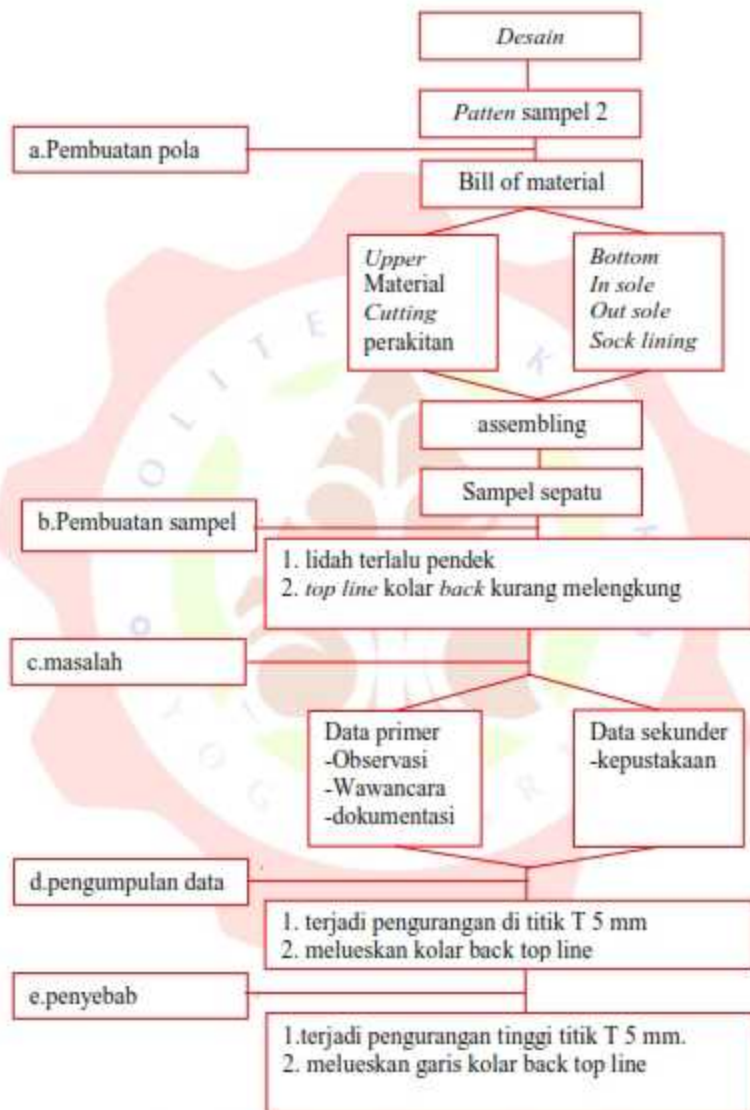 Desain
Patten sampel 2
a.Pembuatan pola
Bill of material
Upper
Material
Cutting
perakitan
Bottom
In sole
Out sole
Sock lining
assembling
Sampel sepatu
b.Pembuatan sampel
1. lidah terlalu pendek
2. top line kolar back kurang melengkung
c.masalah
Data primer
-Observasi
-Wawancara
-dokumentasi
Data sekunder
-kepustakaan
d.pengumpulan data
1. terjadi pengurangan di titik T 5 mm
2. melueskan kolar back top line
e.penyebab
1.terjadi pengurangan tinggi titik T 5 mm.
2. melueskan garis kolar back top line